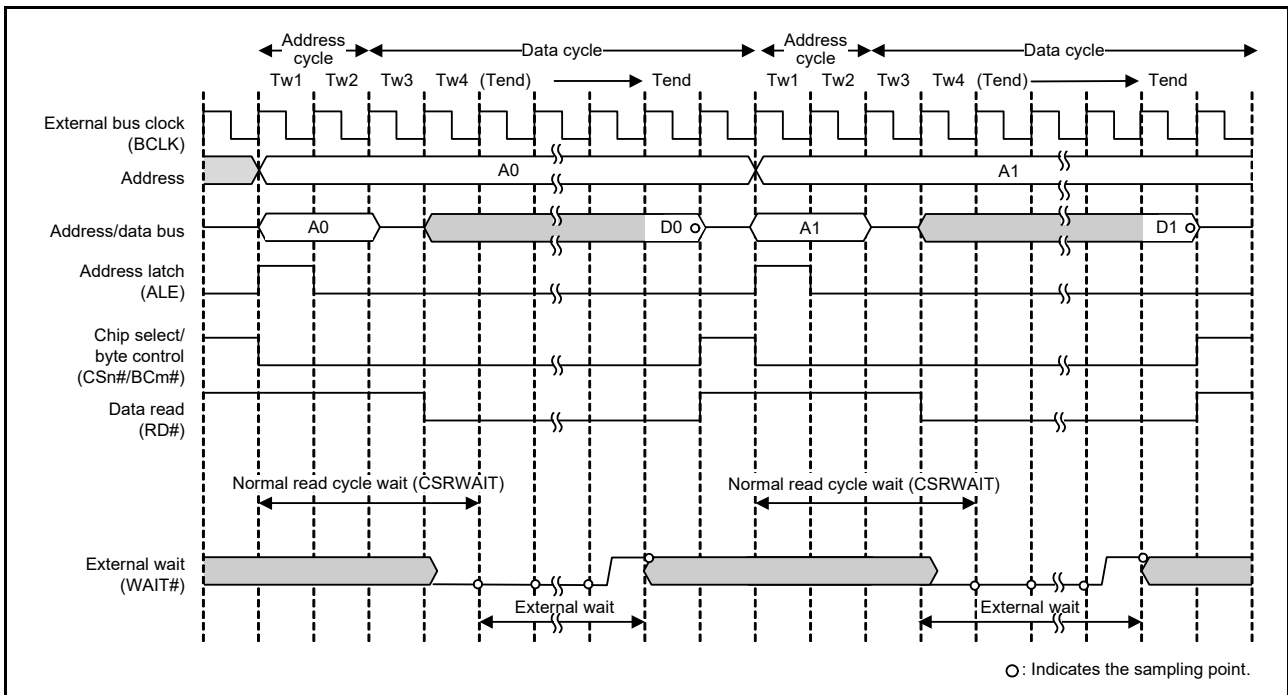 Address
cycle
Data cycle
Address
cycle
Data cycle
Tw1 Tw2 Tw3 Tw4 (Tend) Tend Tw1 Tw2 Tw3 Tw4 (Tend) Tend
External bus clock
(BCLK)
Address
A0 A1
Address/data bus
A0 D0 A1 D1
Address latch
(ALE)
Chip select/
byte control
(CSn#/BCm#)
Data read
(RD#)
Normal read cycle wait (CSRWAIT) Normal read cycle wait (CSRWAIT)
External wait
(WAIT#)
External wait External wait
: Indicates the sampling point.